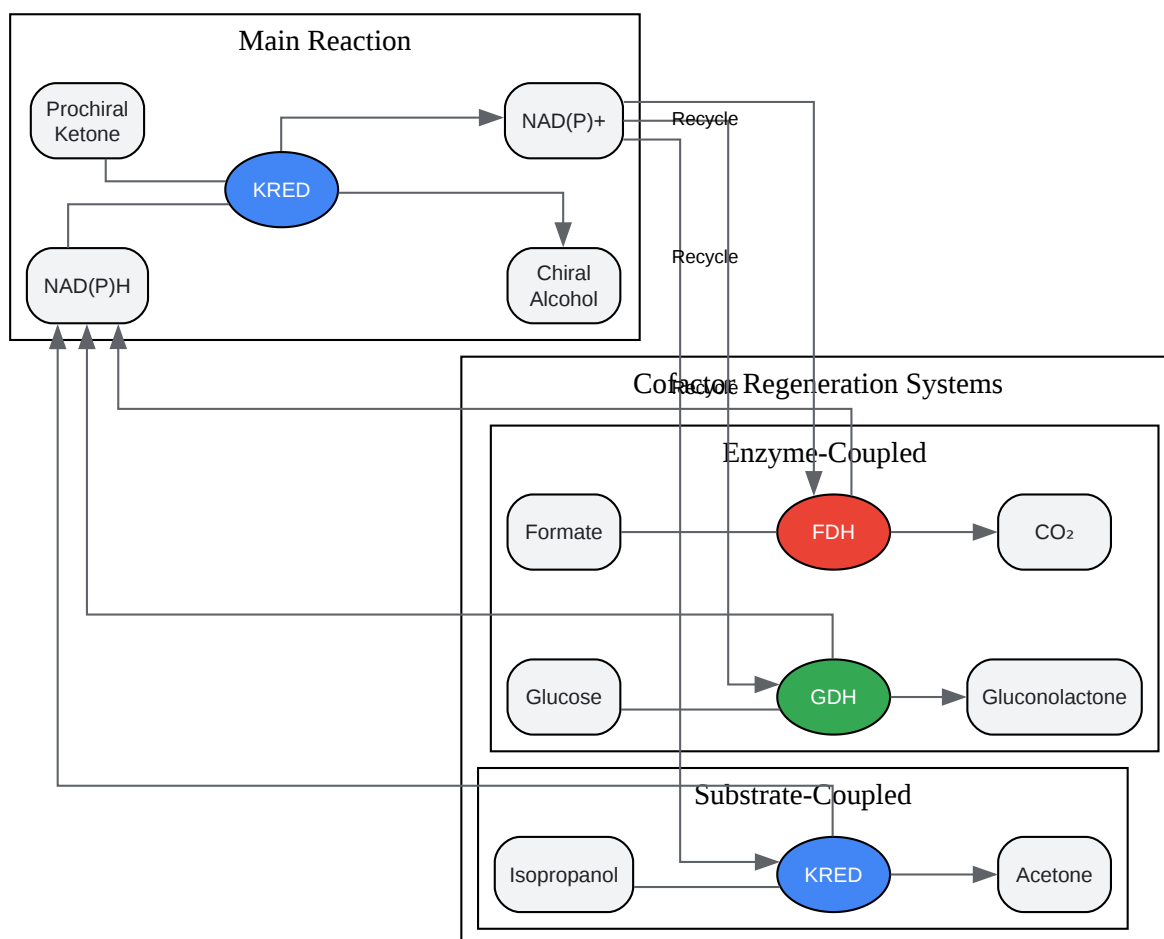 Main Reaction
Prochiral
Ketone
NAD(P)+
Recycle
KRED
NAD(P)H
Chiral
Alcohol
Recycle
Cofactor Regeneration Systems
Recycle
Enzyme-Coupled
Formate
FDH
CO₂
Glucose
GDH
Gluconolactone
Substrate-Coupled
Isopropanol
KRED
Acetone